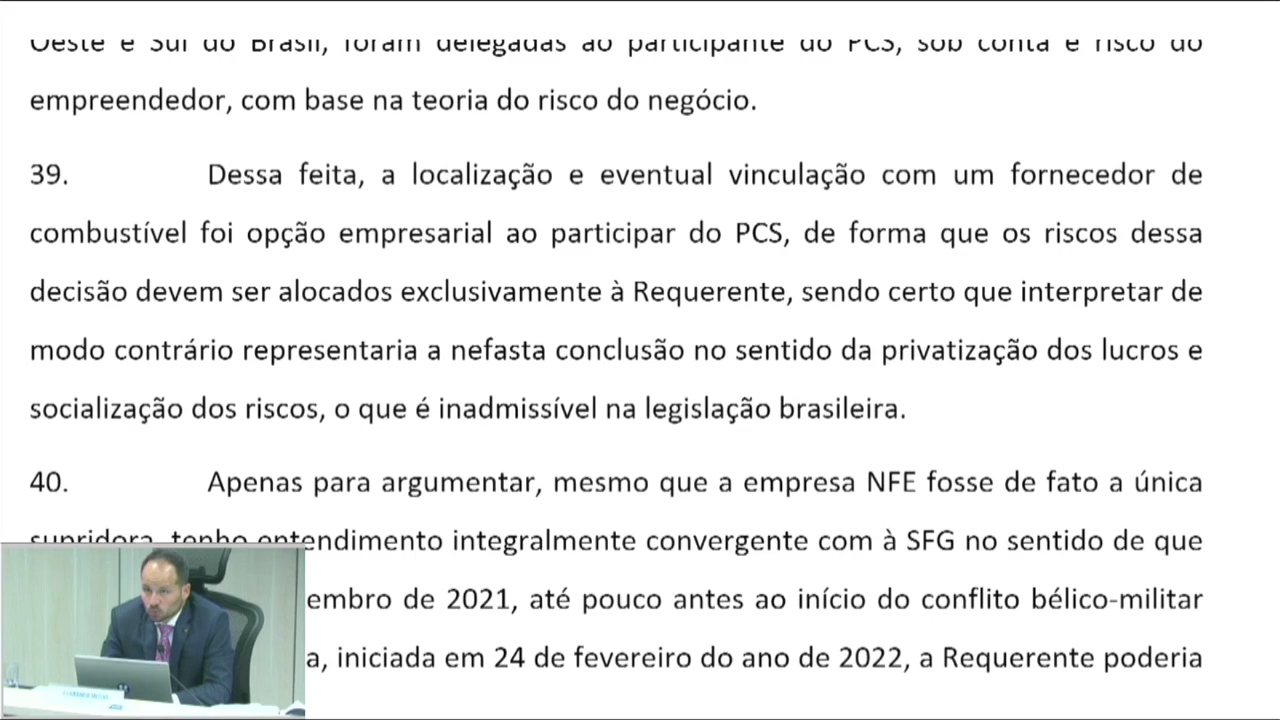 Oeste e Sul do Brasil, foram delegadas ao participante do PCS, sob conta e risco do
empreendedor, com base na teoria do risco do negócio.
39. Dessa feita, a localização e eventual vinculação com um fornecedor de
combustível foi opção empresarial ao participar do PCS, de forma que os riscos dessa
decisão devem ser alocados exclusivamente à Requerente, sendo certo que interpretar de
modo contrário representaria a nefasta conclusão no sentido da privatização dos lucros e
socialização dos riscos, o que é inadmissível na legislação brasileira.
40. Apenas para argumentar, mesmo que a empresa NFE fosse de fato a única
supridora, tenho entendimento integralmente convergente com à SFG no sentido de que
embro de 2021, até pouco antes ao início do conflito bélico-militar
a, iniciada em 24 de fevereiro do ano de 2022, a Requerente poderia